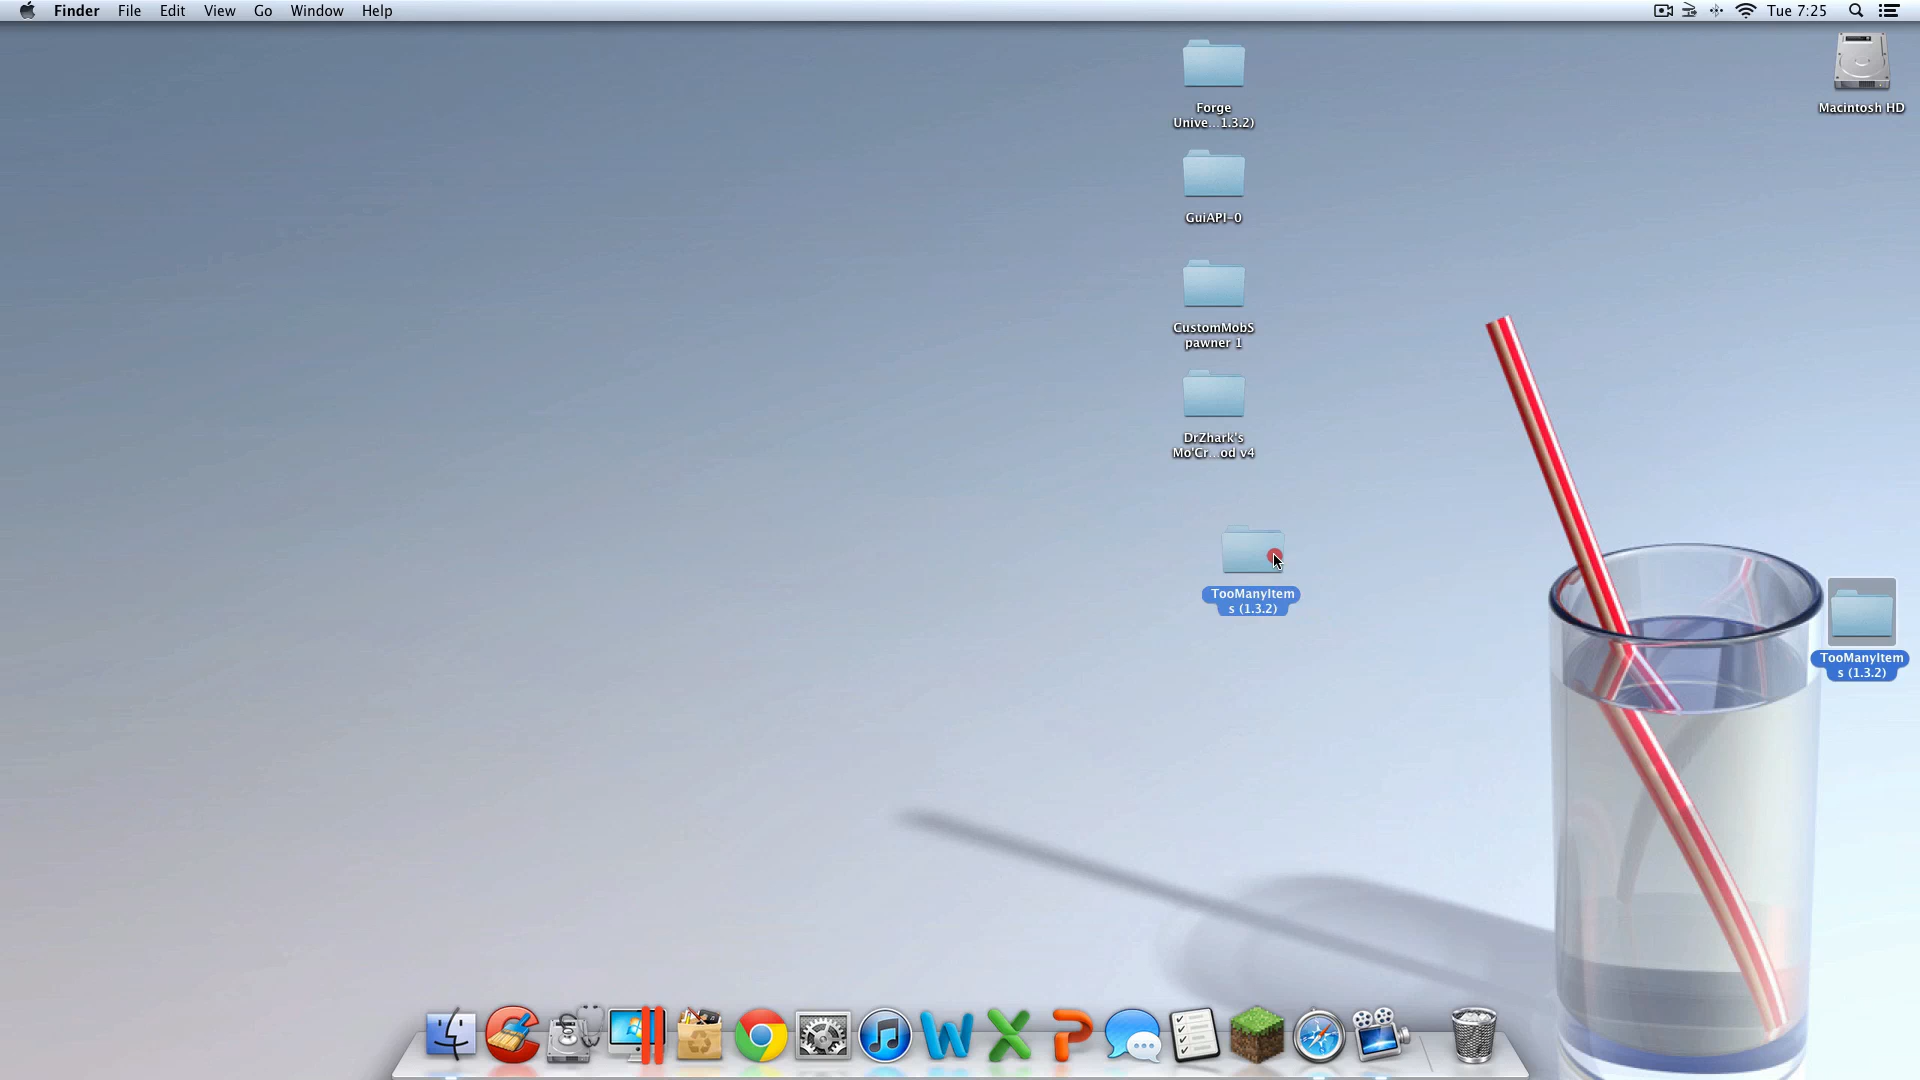 Finder File Edit View Go Window Help
Tue 7:25
Forge
Unive...1.3.2)
Macintosh HD
GuiAPI-0
CustomMobS
pawner 1
DrZhark's
Mo'Cr...od v4
TooManyItem
s (1.3.2)
TooManyItem
s (1.3.2)